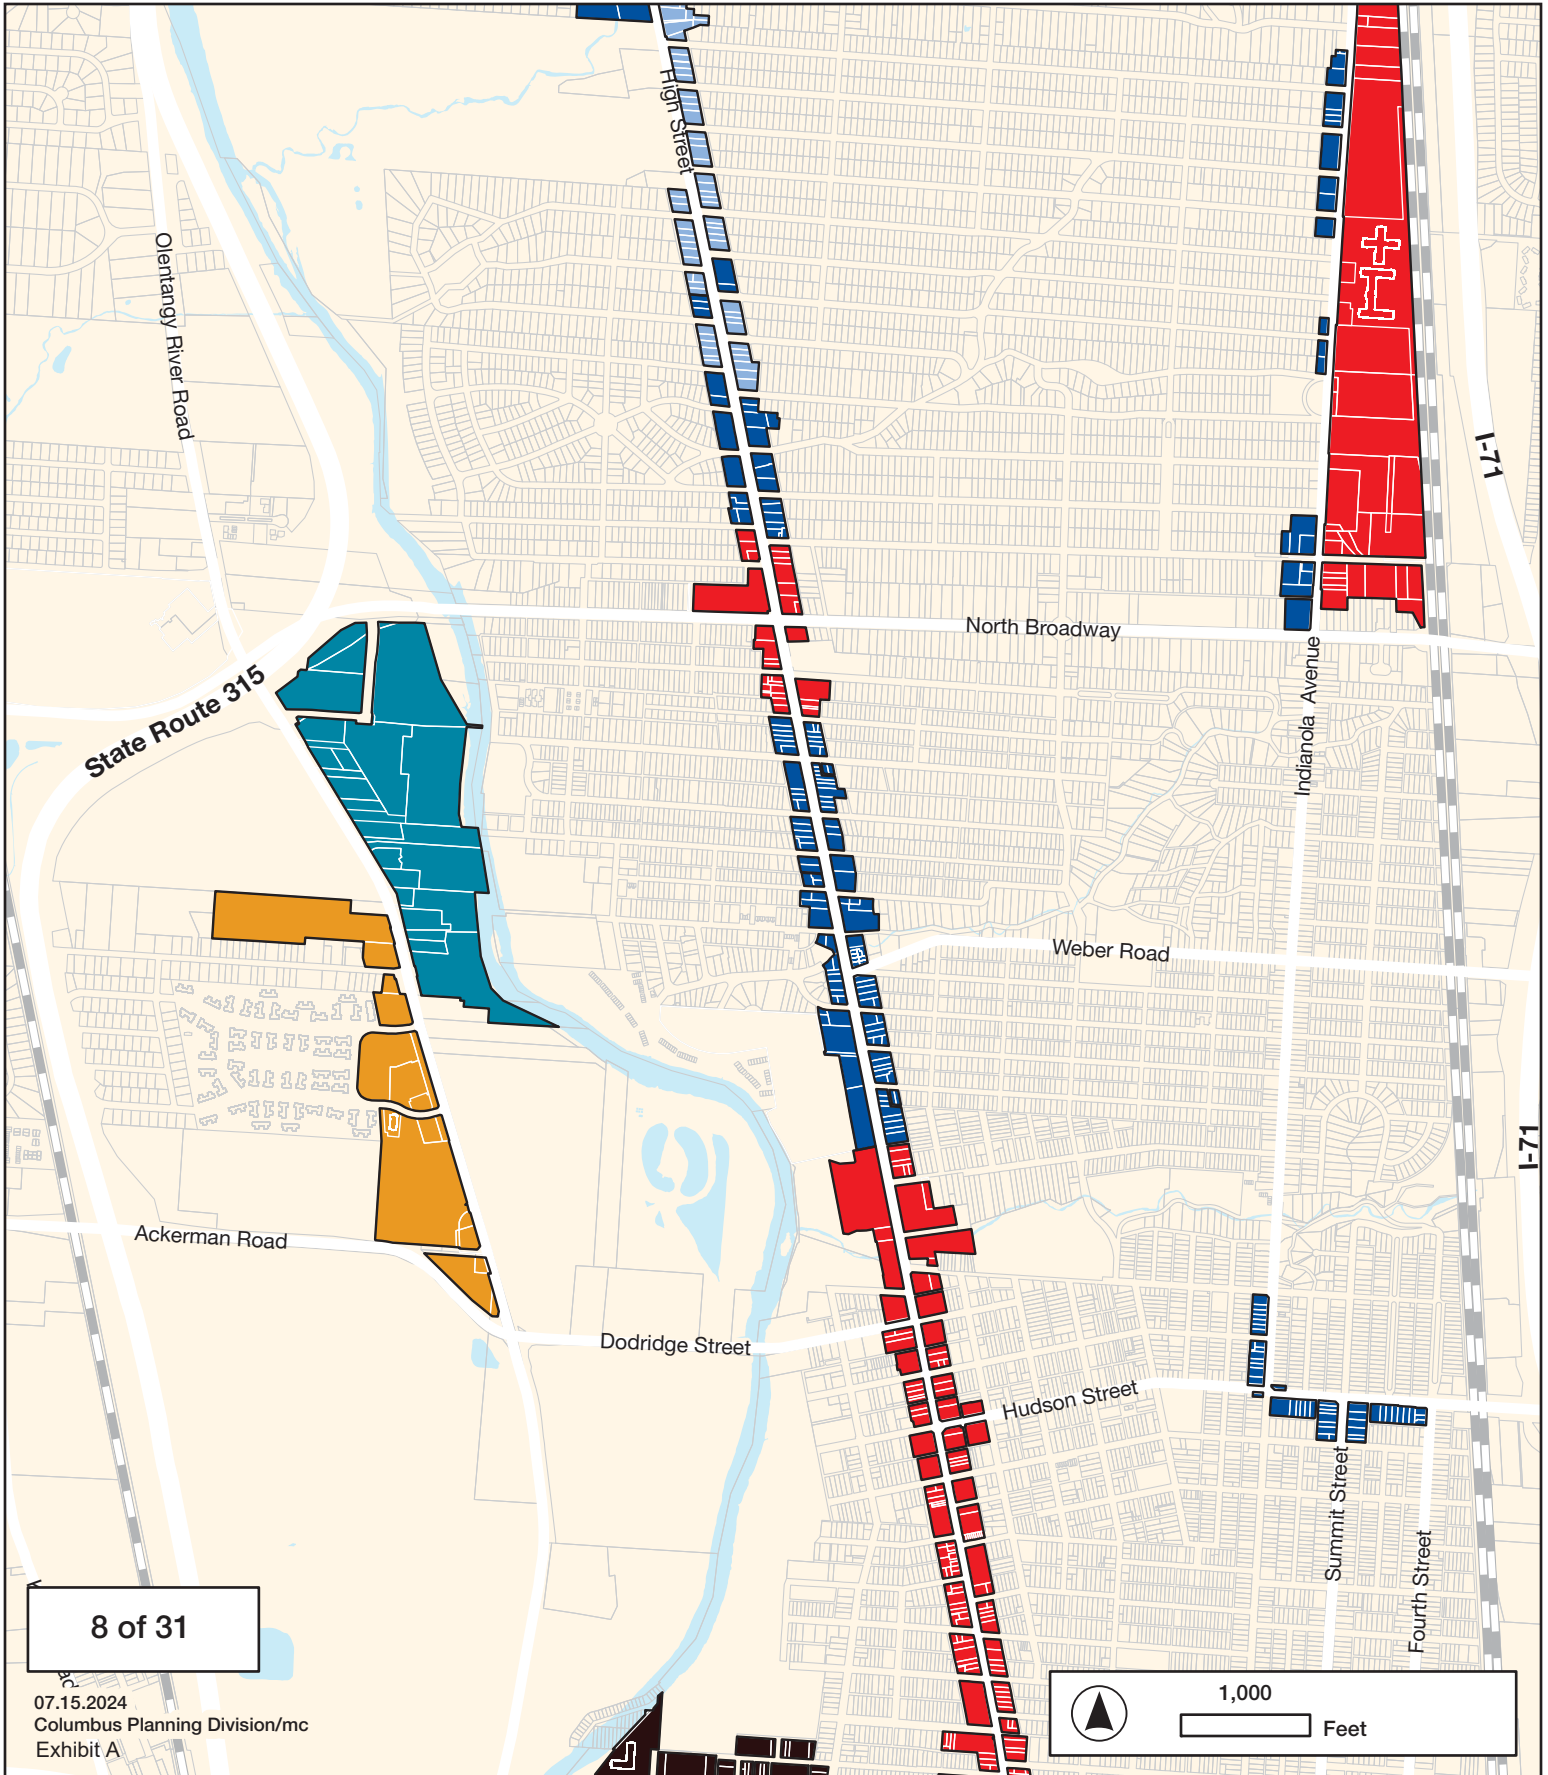 High Street
Olentangy River Road
I-71
North Broadway
State Route 315
Indianola Avenue
Weber Road
I-71
Ackerman Road
Dodridge Street
Hudson Street
Summit Street
Fourth Street
8 of 31
07.15.2024
Columbus Planning Division/mc
Exhibit A
1,000
Feet